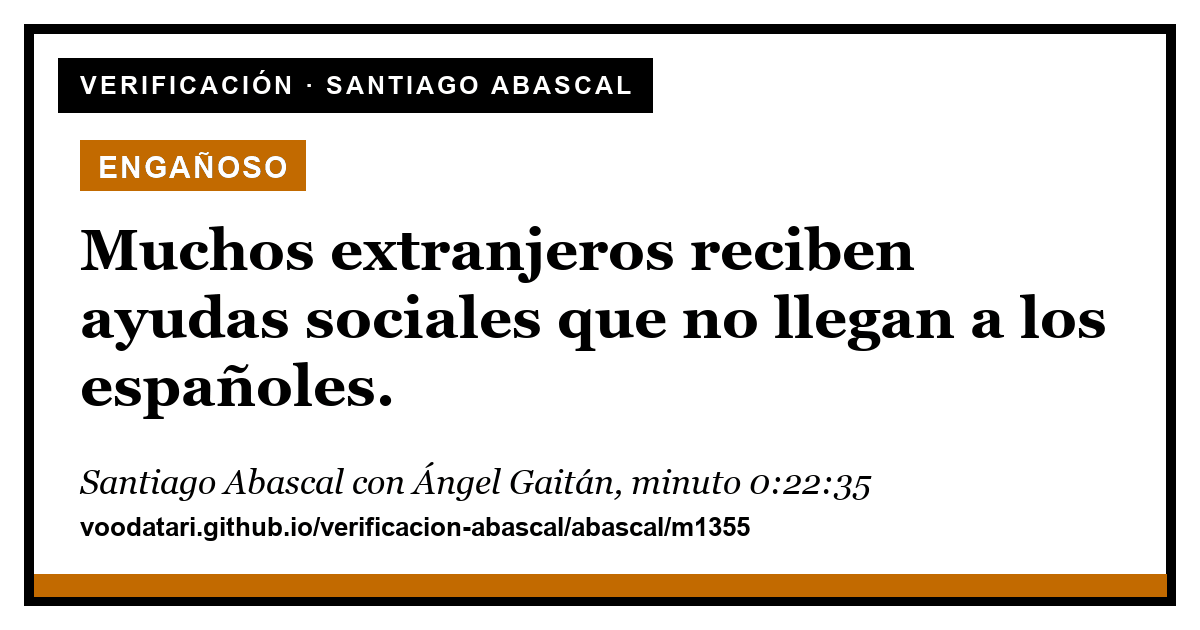 VERIFICACIÓN · SANTIAGO ABASCAL
ENGAÑOSO
Muchos extranjeros reciben
ayudas sociales que no llegan a los
españoles.
Santiago Abascal con Ángel Gaitán, minuto 0:22:35
voodatari.github.io/verificacion-abascal/abascal/m1355